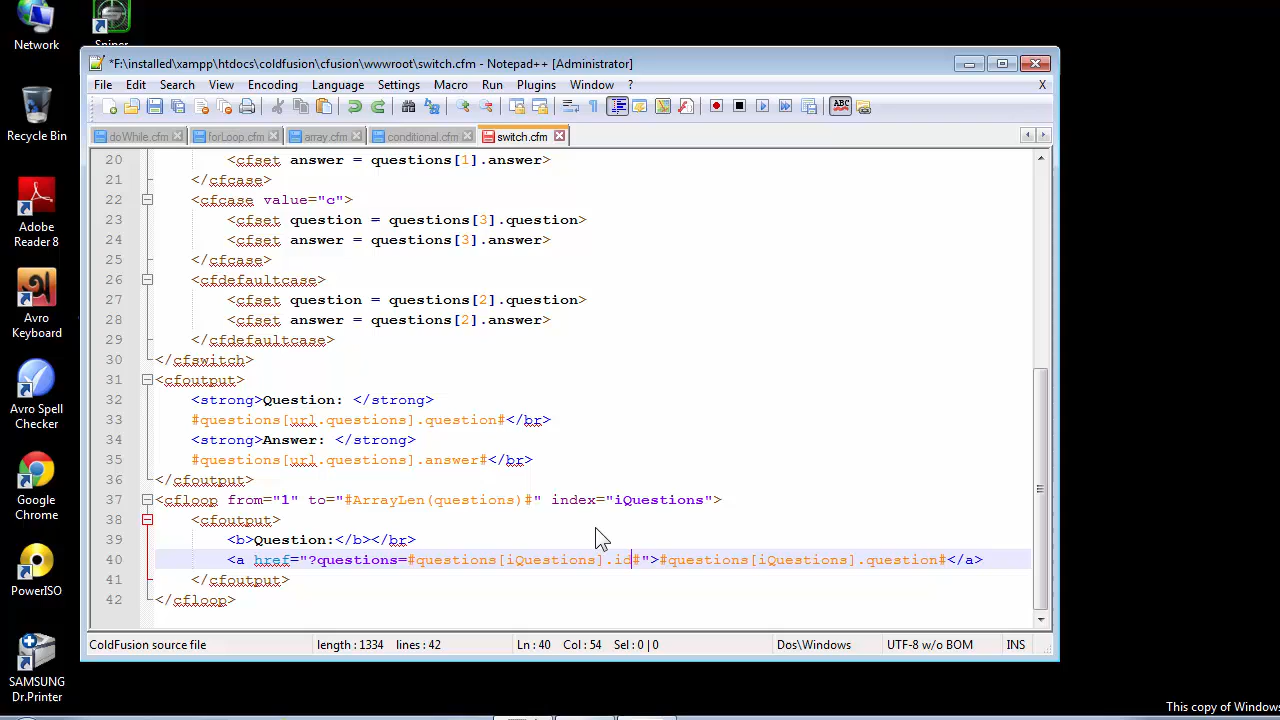 Network
Sniper
Recycle Bin
Adobe
Reader 8
Avro
Keyboard
Avro Spell
Checker
Google
Chrome
PowerISO
SAMSUNG
Dr.Printer
*F:\installed\xampp\htdocs\coldfusion\cfusion\wwwroot\switch.cfm - Notepad++ [Administrator]
File Edit Search View Encoding Language Settings Macro Run Plugins Window ? X
doWhile.cfm forLoop.cfm array.cfm conditional.cfm switch.cfm
20 <cfset answer = questions[1].answer>
21 </cfcase>
22 <cfcase value="c">
23 <cfset question = questions[3].question>
24 <cfset answer = questions[3].answer>
25 </cfcase>
26 <cfdefaultcase>
27 <cfset question = questions[2].question>
28 <cfset answer = questions[2].answer>
29 </cfdefaultcase>
30 </cfswitch>
31 <cfoutput>
32 <strong>Question: </strong>
33 #questions[url.questions].question#</br>
34 <strong>Answer: </strong>
35 #questions[url.questions].answer#</br>
36 </cfoutput>
37 <cfloop from="1" to="#ArrayLen(questions)#" index="iQuestions">
38 <cfoutput>
39 <b>Question:</b></br>
40 <a href="?questions=#questions[iQuestions].id#">#questions[iQuestions].question#</a>
41 </cfoutput>
42 </cfloop>
ColdFusion source file length : 1334 lines : 42 Ln : 40 Col : 54 Sel : 0 | 0 Dos\Windows UTF-8 w/o BOM INS
This copy of Windows